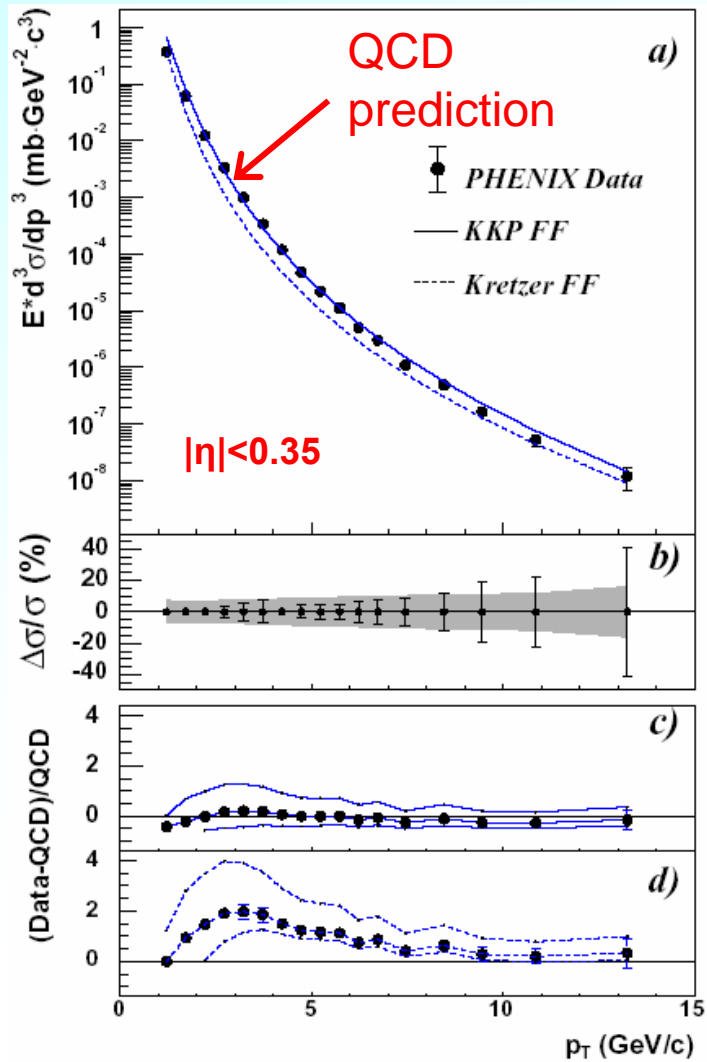 E*d³σ/dp³ (mb·GeV⁻²·c³)
1
10⁻¹
10⁻²
10⁻³
10⁻⁴
10⁻⁵
10⁻⁶
10⁻⁷
10⁻⁸
a)
QCD
prediction
PHENIX Data
KKP FF
Kretzer FF
|η|<0.35
Δσ/σ (%)
40
20
0
-20
-40
b)
(Data-QCD)/QCD
4
2
0
c)
4
2
0
d)
0 5 10 15
pT (GeV/c)